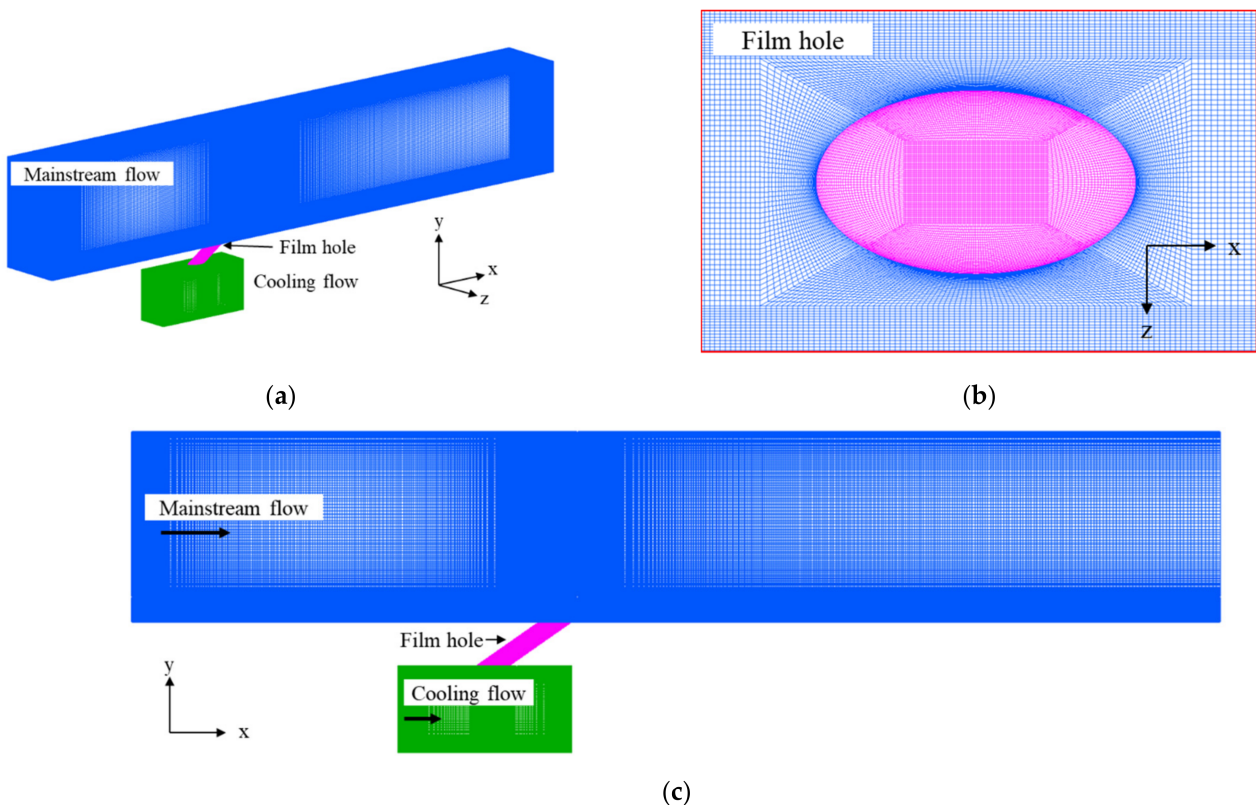 Mainstream flow
Film hole
Cooling flow
y
x
z
(a)
Film hole
x
z
(b)
Mainstream flow
Film hole
Cooling flow
y
x
(c)